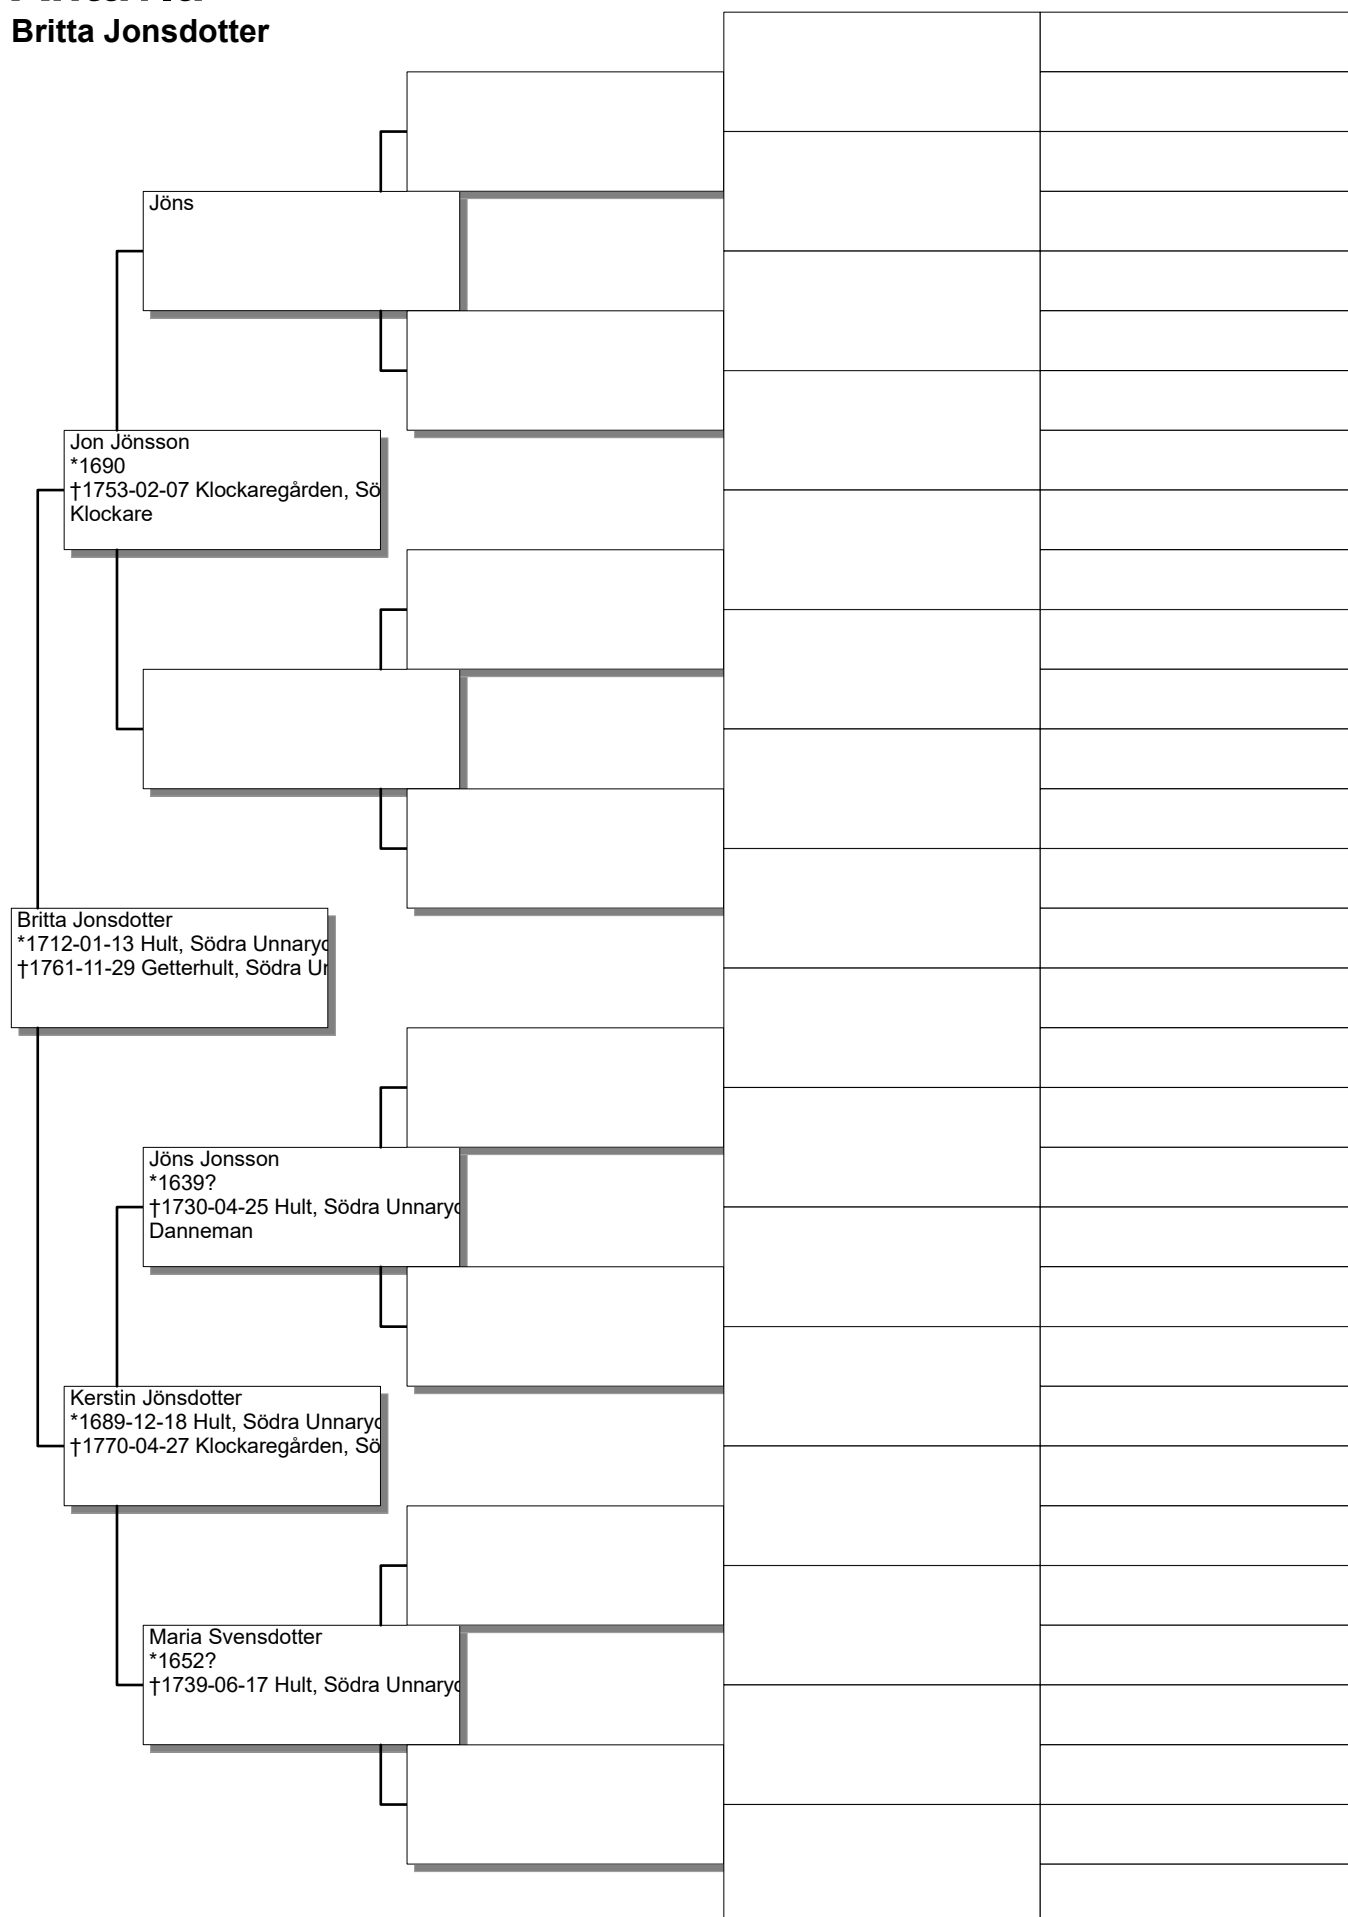 Britta Jonsdotter
Jöns
Jon Jönsson
*1690
†1753-02-07 Klockaregården, Sö
Klockare
Britta Jonsdotter
*1712-01-13 Hult, Södra Unnaryd
†1761-11-29 Getterhult, Södra Un
Jöns Jonsson
*1639?
†1730-04-25 Hult, Södra Unnaryd
Danneman
Kerstin Jönsdotter
*1689-12-18 Hult, Södra Unnaryd
†1770-04-27 Klockaregården, Sö
Maria Svensdotter
*1652?
†1739-06-17 Hult, Södra Unnaryd